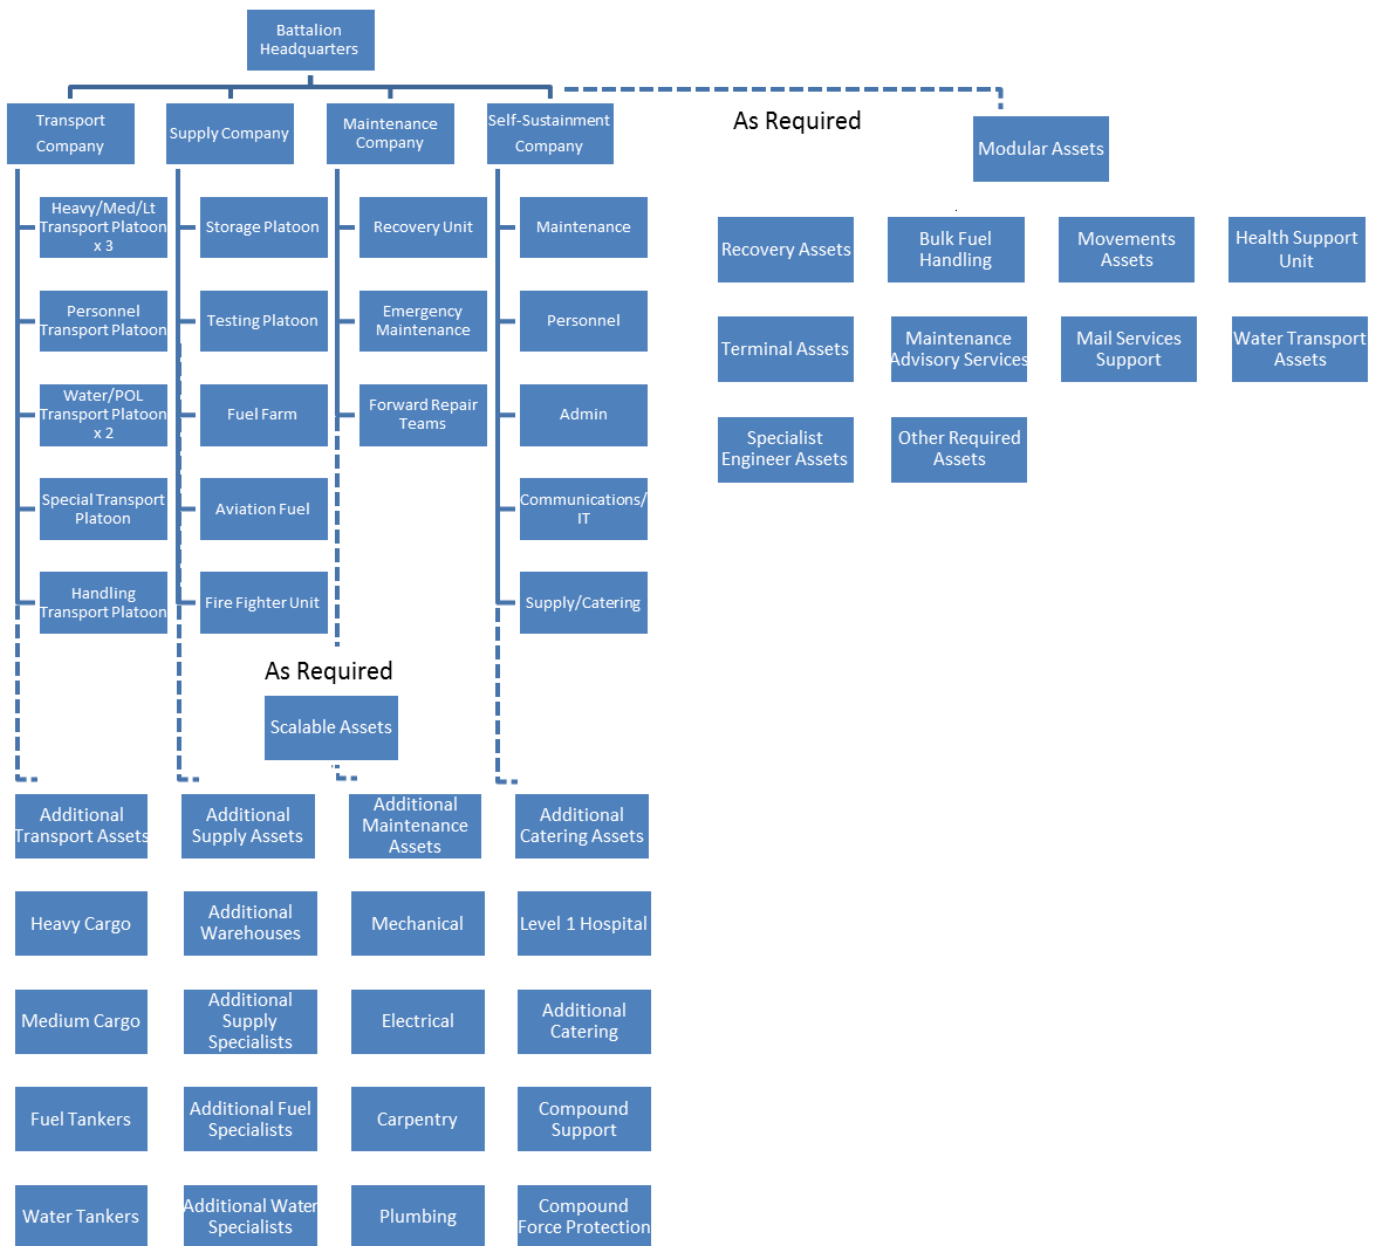 Battalion
Headquarters
Transport
Company
Supply Company
Maintenance
Company
Self-Sustainment
Company
As Required
Modular Assets
Heavy/Med/Lt
Transport Platoon
x 3
Storage Platoon
Recovery Unit
Maintenance
Recovery Assets
Bulk Fuel
Handling
Movements
Assets
Health Support
Unit
Personnel
Transport Platoon
Testing Platoon
Emergency
Maintenance
Personnel
Terminal Assets
Maintenance
Advisory Services
Mail Services
Support
Water Transport
Assets
Water/POL
Transport Platoon
x 2
Fuel Farm
Forward Repair
Teams
Admin
Specialist
Engineer Assets
Other Required
Assets
Special Transport
Platoon
Aviation Fuel
Communications/
IT
Handling
Transport Platoon
Fire Fighter Unit
Supply/Catering
As Required
Scalable Assets
Additional
Transport Assets
Additional
Supply Assets
Additional
Maintenance
Assets
Additional
Catering Assets
Heavy Cargo
Additional
Warehouses
Mechanical
Level 1 Hospital
Medium Cargo
Additional
Supply
Specialists
Electrical
Additional
Catering
Fuel Tankers
Additional Fuel
Specialists
Carpentry
Compound
Support
Water Tankers
Additional Water
Specialists
Plumbing
Compound
Force Protection